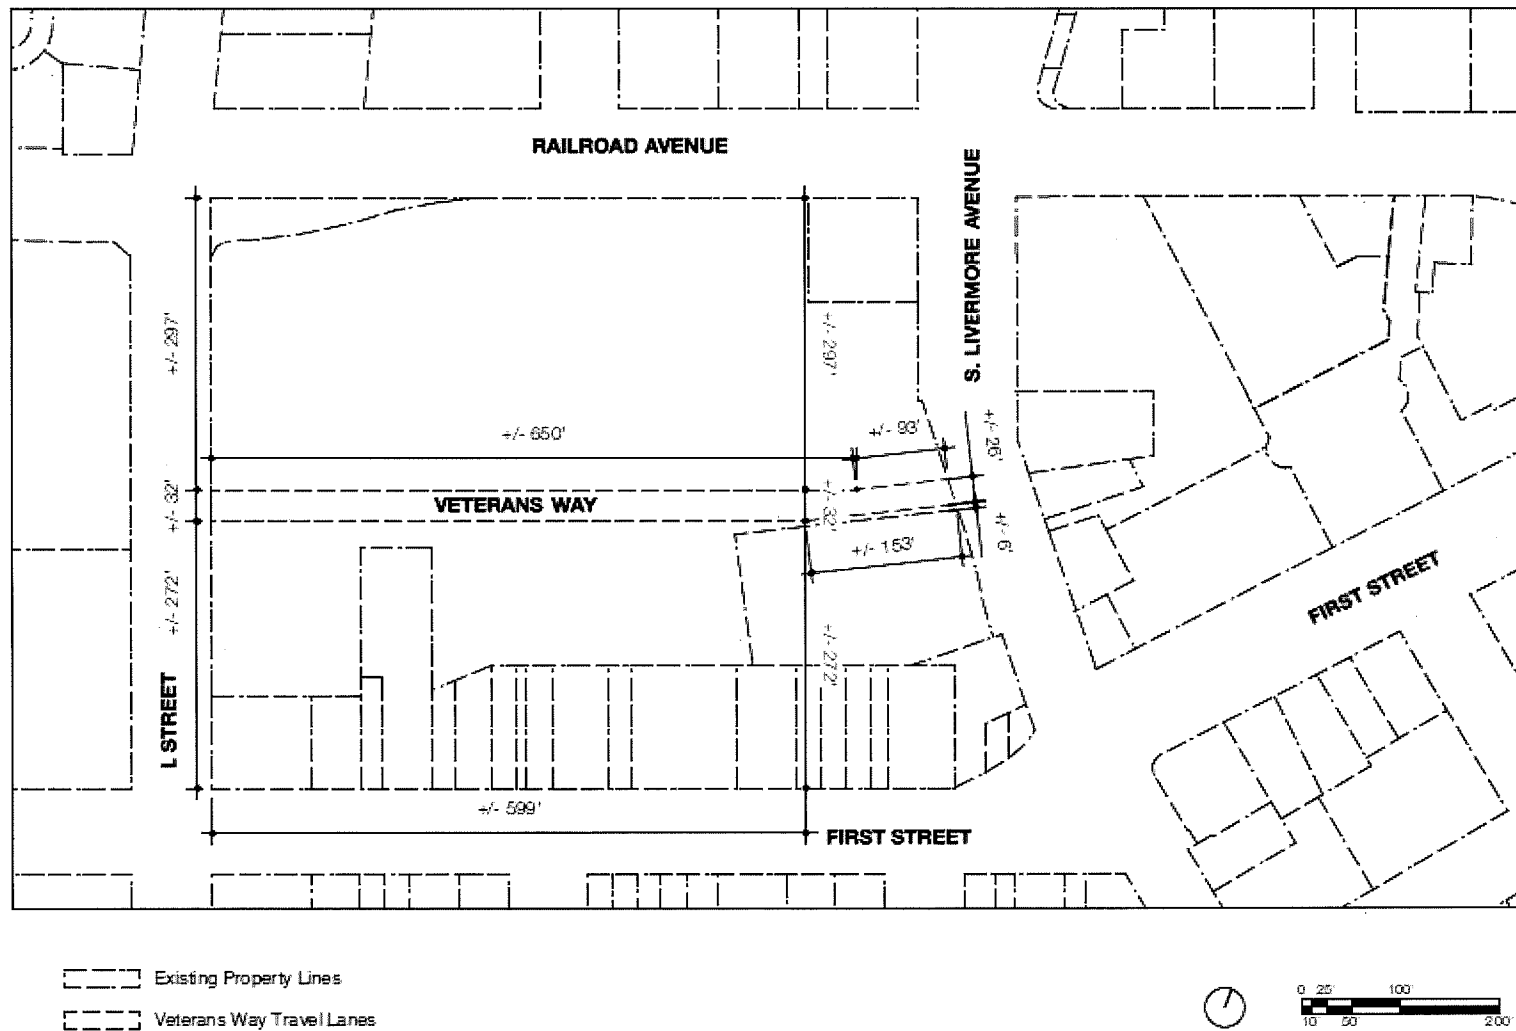 RAILROAD AVENUE
S. LIVERMORE AVENUE
+/- 297'
+/- 297'
+/- 650'
+/- 93'
+/- 26'
+/- 32'
VETERANS WAY
+/- 32'
+/- 6'
+/- 153'
+/- 272'
+/- 272'
L STREET
FIRST STREET
+/- 599'
FIRST STREET
Existing Property Lines
Veterans Way Travel Lanes
0 25' 100'
10' 50' 200'